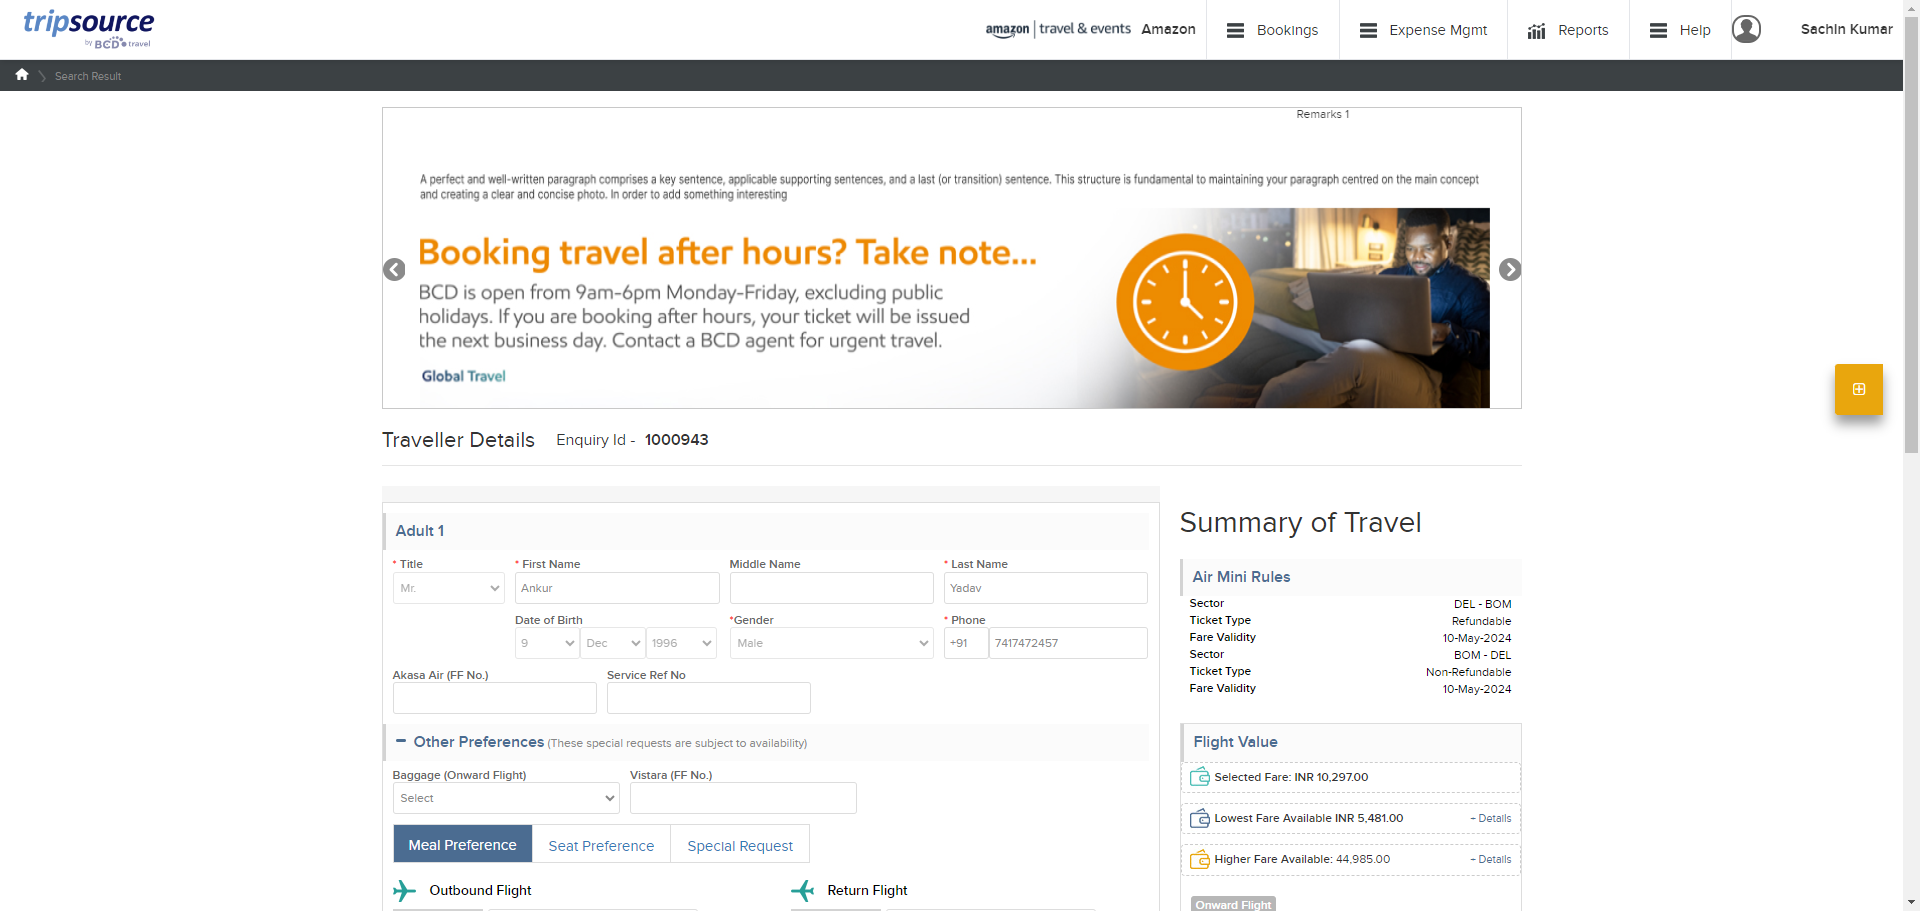 tripsource
by BCD travel
amazon | travel & events Amazon
Bookings
Expense Mgmt
Reports
Help
Sachin Kumar
Search Result
Remarks 1
A perfect and well-written paragraph comprises a key sentence, applicable supporting sentences, and a last (or transition) sentence. This structure is fundamental to maintaining your paragraph centred on the main concept
and creating a clear and concise photo. In order to add something interesting
Booking travel after hours? Take note...
BCD is open from 9am-6pm Monday-Friday, excluding public
holidays. If you are booking after hours, your ticket will be issued
the next business day. Contact a BCD agent for urgent travel.
Global Travel
Traveller Details Enquiry Id - 1000943
Adult 1
* Title * First Name Middle Name * Last Name
Mr. Ankur Yadav
Date of Birth *Gender * Phone
9 Dec 1996 Male +91 7417472457
Akasa Air (FF No.) Service Ref No
Other Preferences (These special requests are subject to availability)
Baggage (Onward Flight) Vistara (FF No.)
Select
Meal Preference Seat Preference Special Request
Outbound Flight Return Flight
Summary of Travel
Air Mini Rules
Sector DEL - BOM
Ticket Type Refundable
Fare Validity 10-May-2024
Sector BOM - DEL
Ticket Type Non-Refundable
Fare Validity 10-May-2024
Flight Value
Selected Fare: INR 10,297.00
Lowest Fare Available INR 5,481.00 + Details
Higher Fare Available: 44,985.00 + Details
Onward Flight